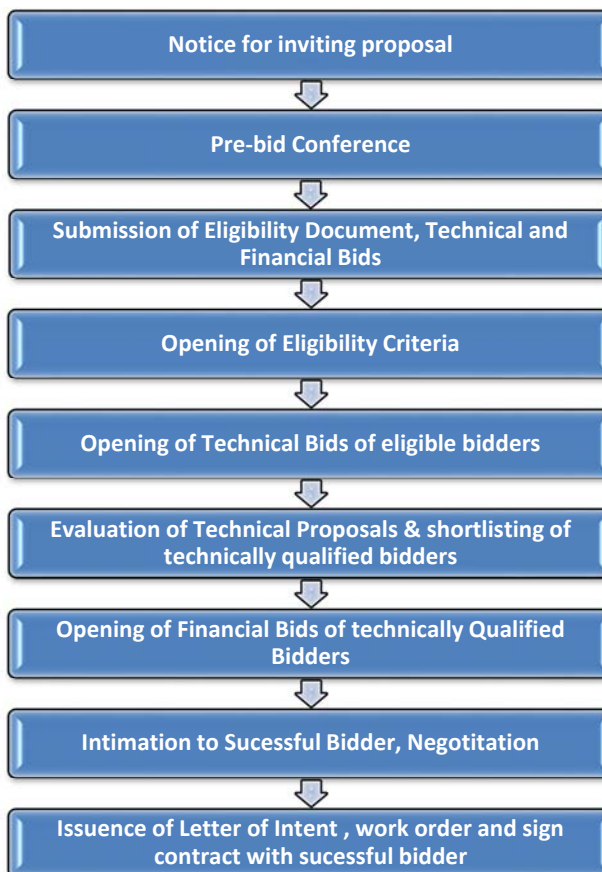 Notice for inviting proposal
Pre-bid Conference
Submission of Eligibility Document, Technical and
Financial Bids
Opening of Eligibility Criteria
Opening of Technical Bids of eligible bidders
Evaluation of Technical Proposals & shortlisting of
technically qualified bidders
Opening of Financial Bids of technically Qualified
Bidders
Intimation to Sucessful Bidder, Negotitation
Issuence of Letter of Intent , work order and sign
contract with sucessful bidder